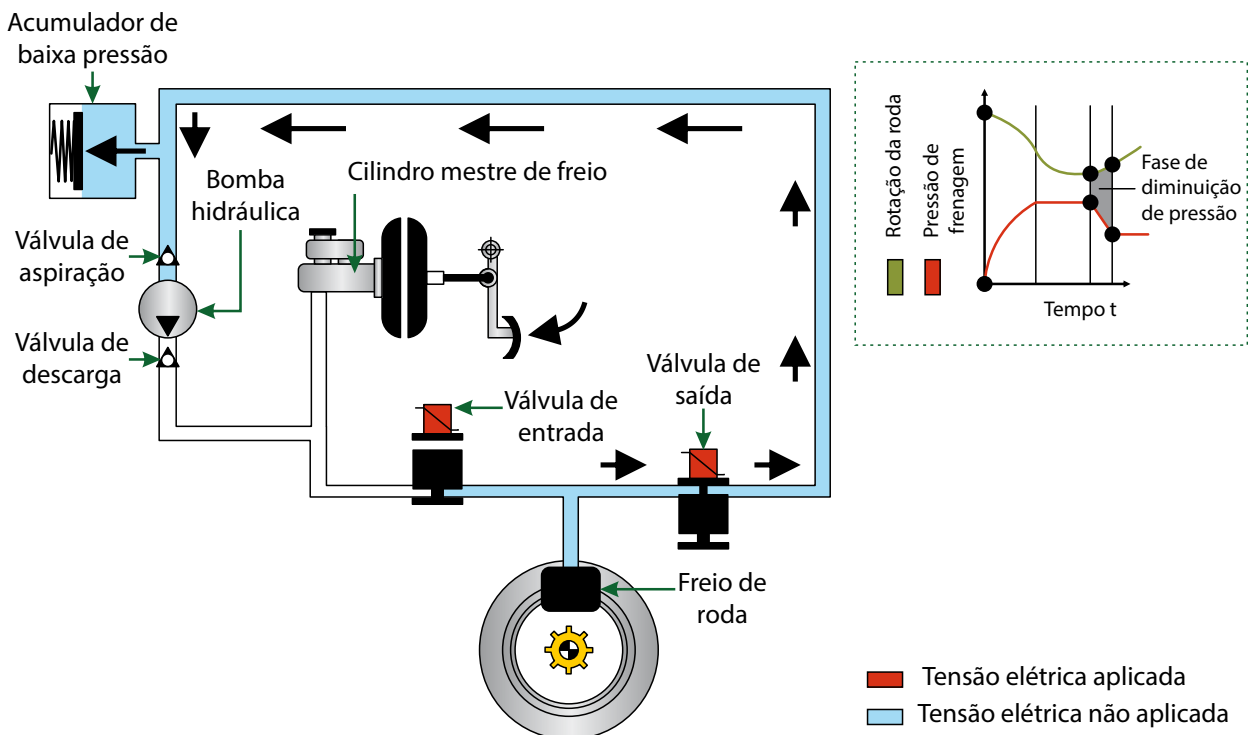 Acumulador de
baixa pressão
Bomba
hidráulica
Cilindro mestre de freio
Válvula de
aspiração
Válvula de
descarga
Válvula de
entrada
Válvula de
saída
Freio de
roda
Rotação da roda
Pressão de
frenagem
Fase de
diminuição
de pressão
Tempo t
Tensão elétrica aplicada
Tensão elétrica não aplicada